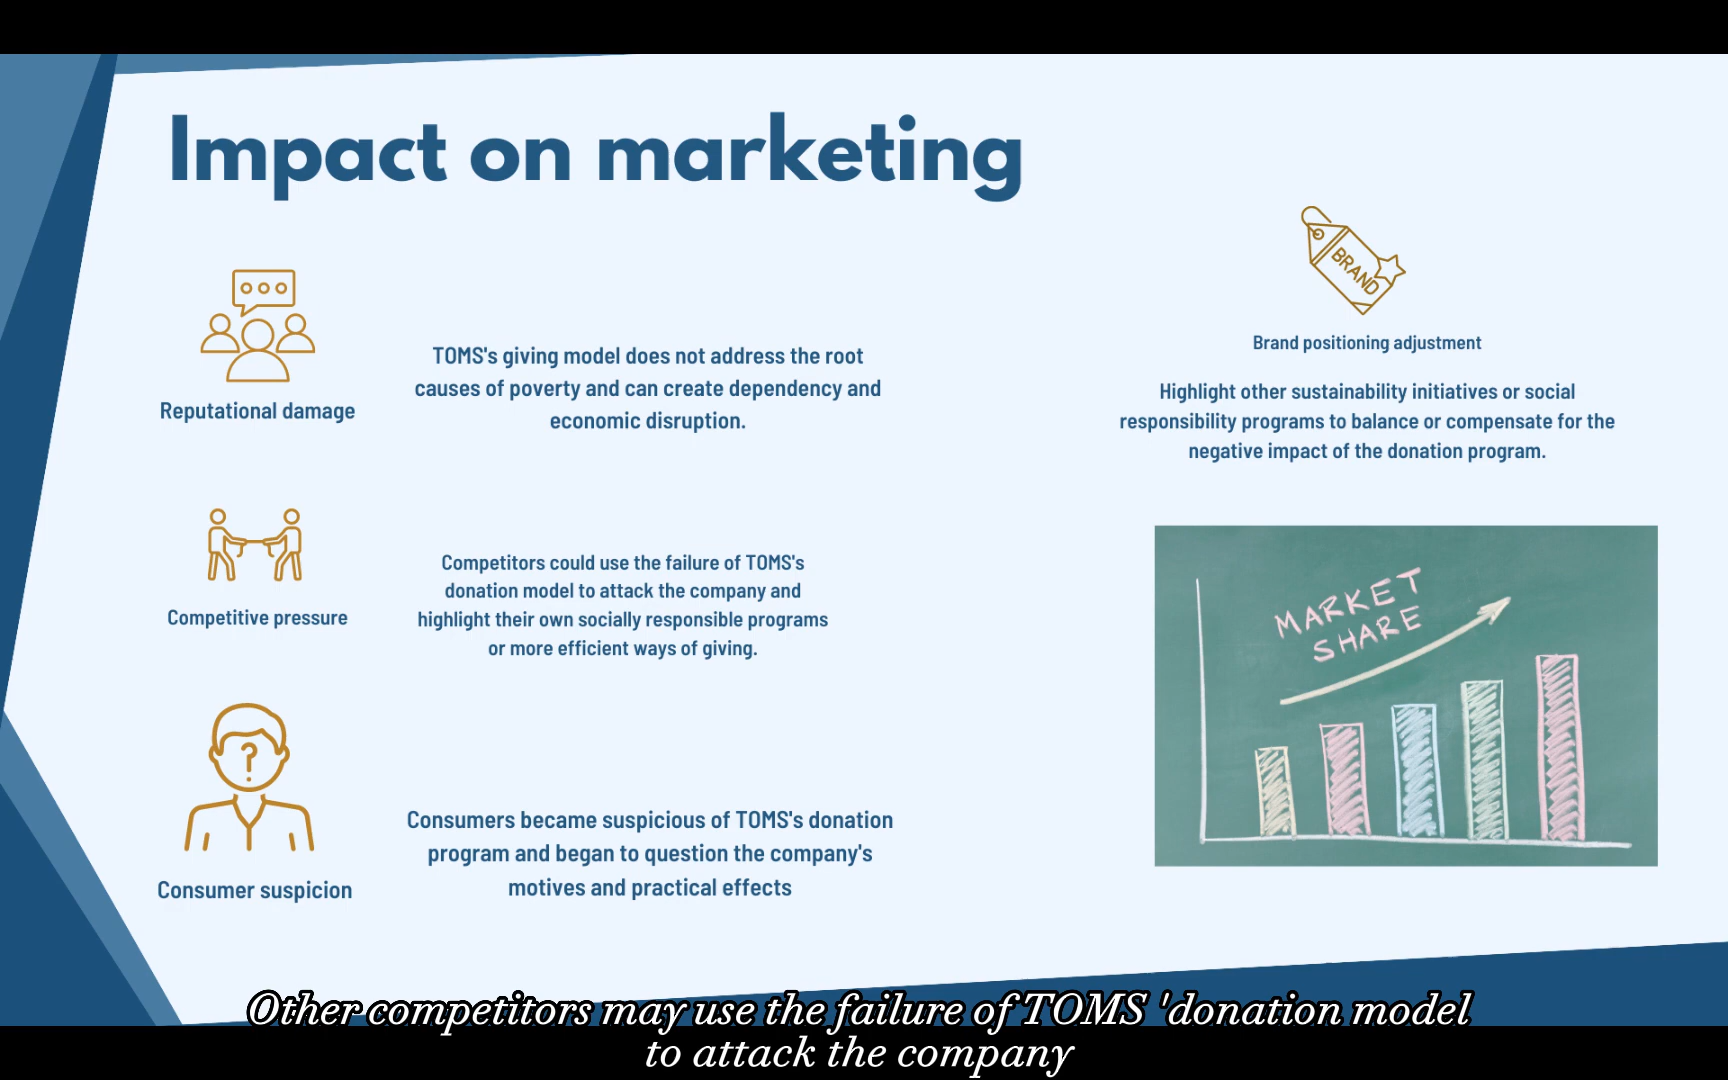 Impact on marketing
Reputational damage
TOMS's giving model does not address the root
causes of poverty and can create dependency and
economic disruption.
Competitive pressure
Competitors could use the failure of TOMS's
donation model to attack the company and
highlight their own socially responsible programs
or more efficient ways of giving.
?
Consumer suspicion
Consumers became suspicious of TOMS's donation
program and began to question the company's
motives and practical effects
BRAND
Brand positioning adjustment
Highlight other sustainability initiatives or social
responsibility programs to balance or compensate for the
negative impact of the donation program.
MARKET
SHARE
Other competitors may use the failure of TOMS 'donation model
to attack the company